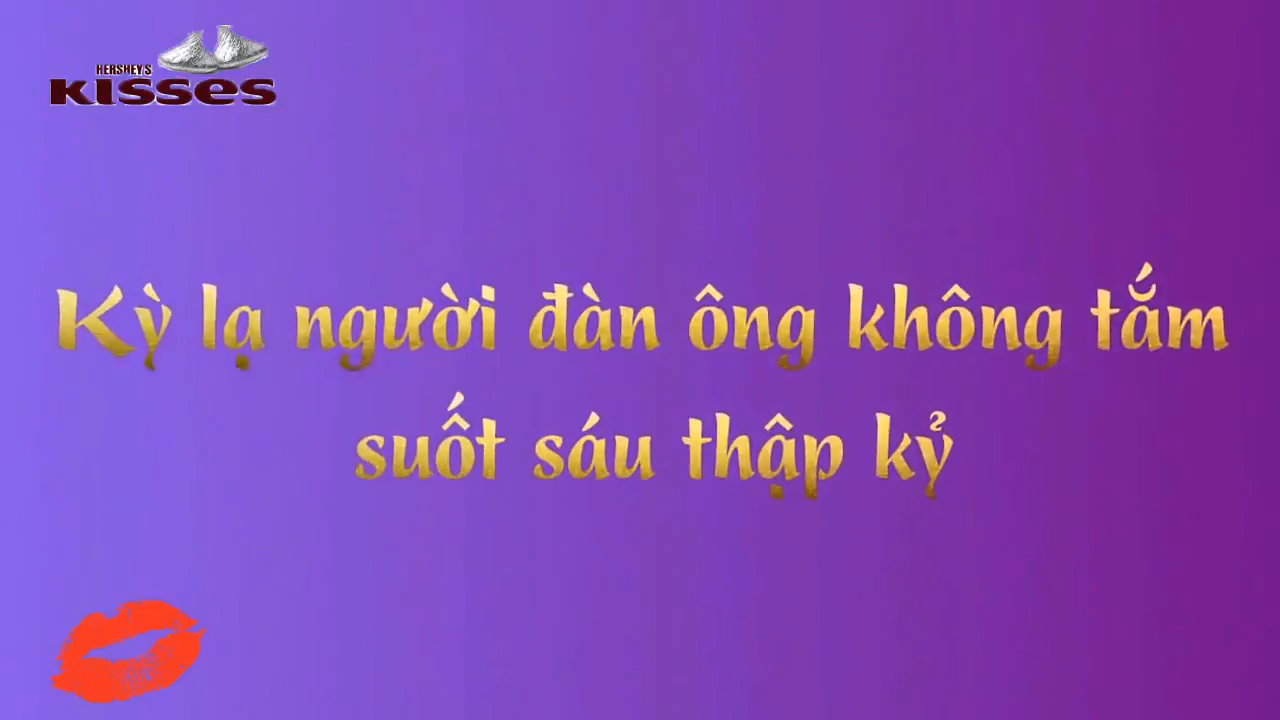 HERSHEY'S
KISSES
Kỳ lạ người đàn ông không tắm
suốt sáu thập kỷ